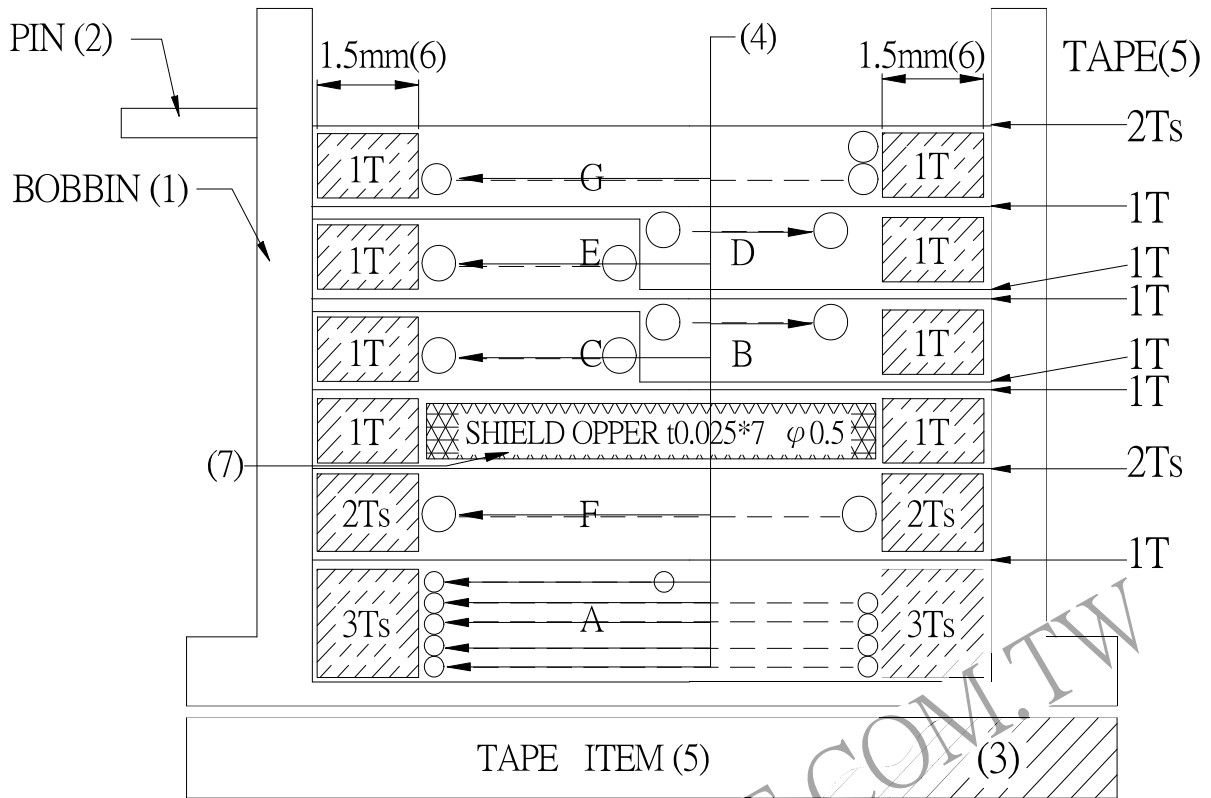 PIN (2)
1.5mm(6)
(4)
1.5mm(6)
TAPE(5)
2Ts
1T
G
1T
BOBBIN (1)
1T
1T
E
D
1T
1T
1T
1T
C
B
1T
1T
1T
1T
SHIELD OPPER t0.025*7 φ0.5
1T
(7)
2Ts
2Ts
F
2Ts
1T
3Ts
A
3Ts
TAPE ITEM (5)
(3)
.COM.TW